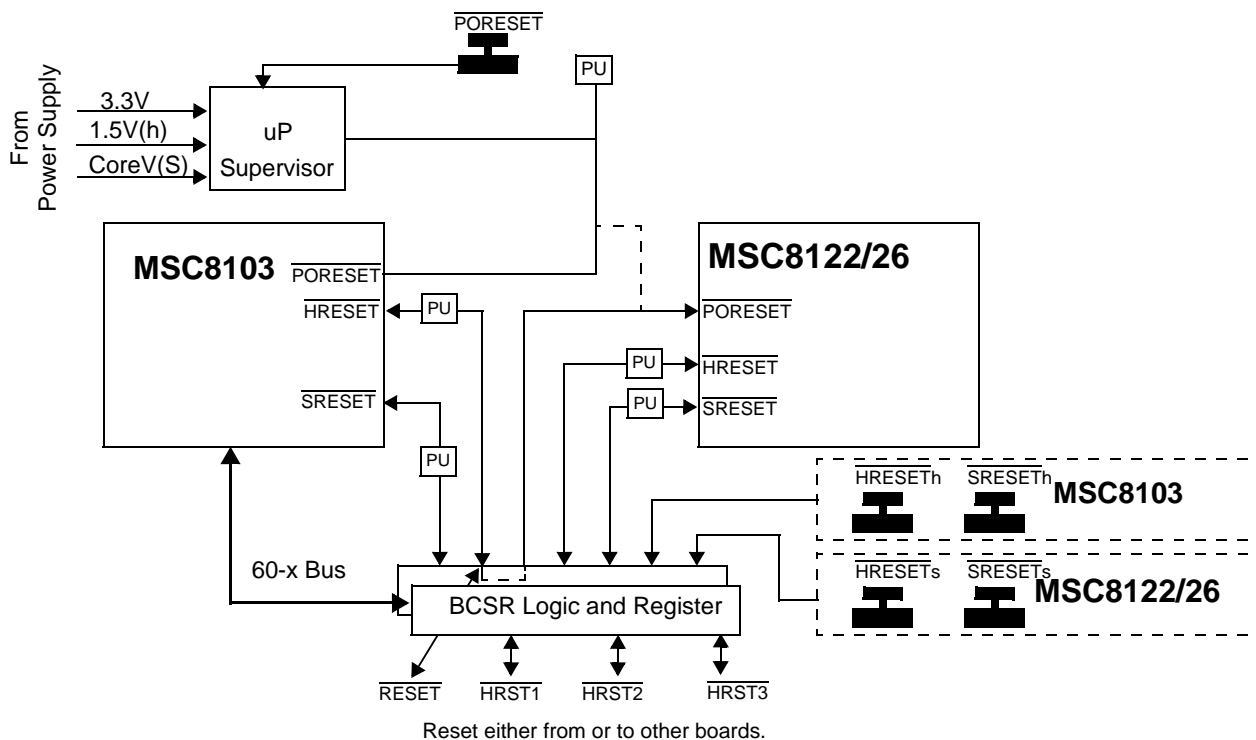 PORESET
PU
From
Power Supply
3.3V
1.5V(h)
CoreV(S)
uP
Supervisor
MSC8103
PORESET
HRESET
PU
SRESET
PU
MSC8122/26
PORESET
PU
HRESET
PU
SRESET
HRESETh
SRESETh
MSC8103
HRESETs
SRESETs
MSC8122/26
60-x Bus
BCSR Logic and Register
RESET
HRST1
HRST2
HRST3
Reset either from or to other boards.